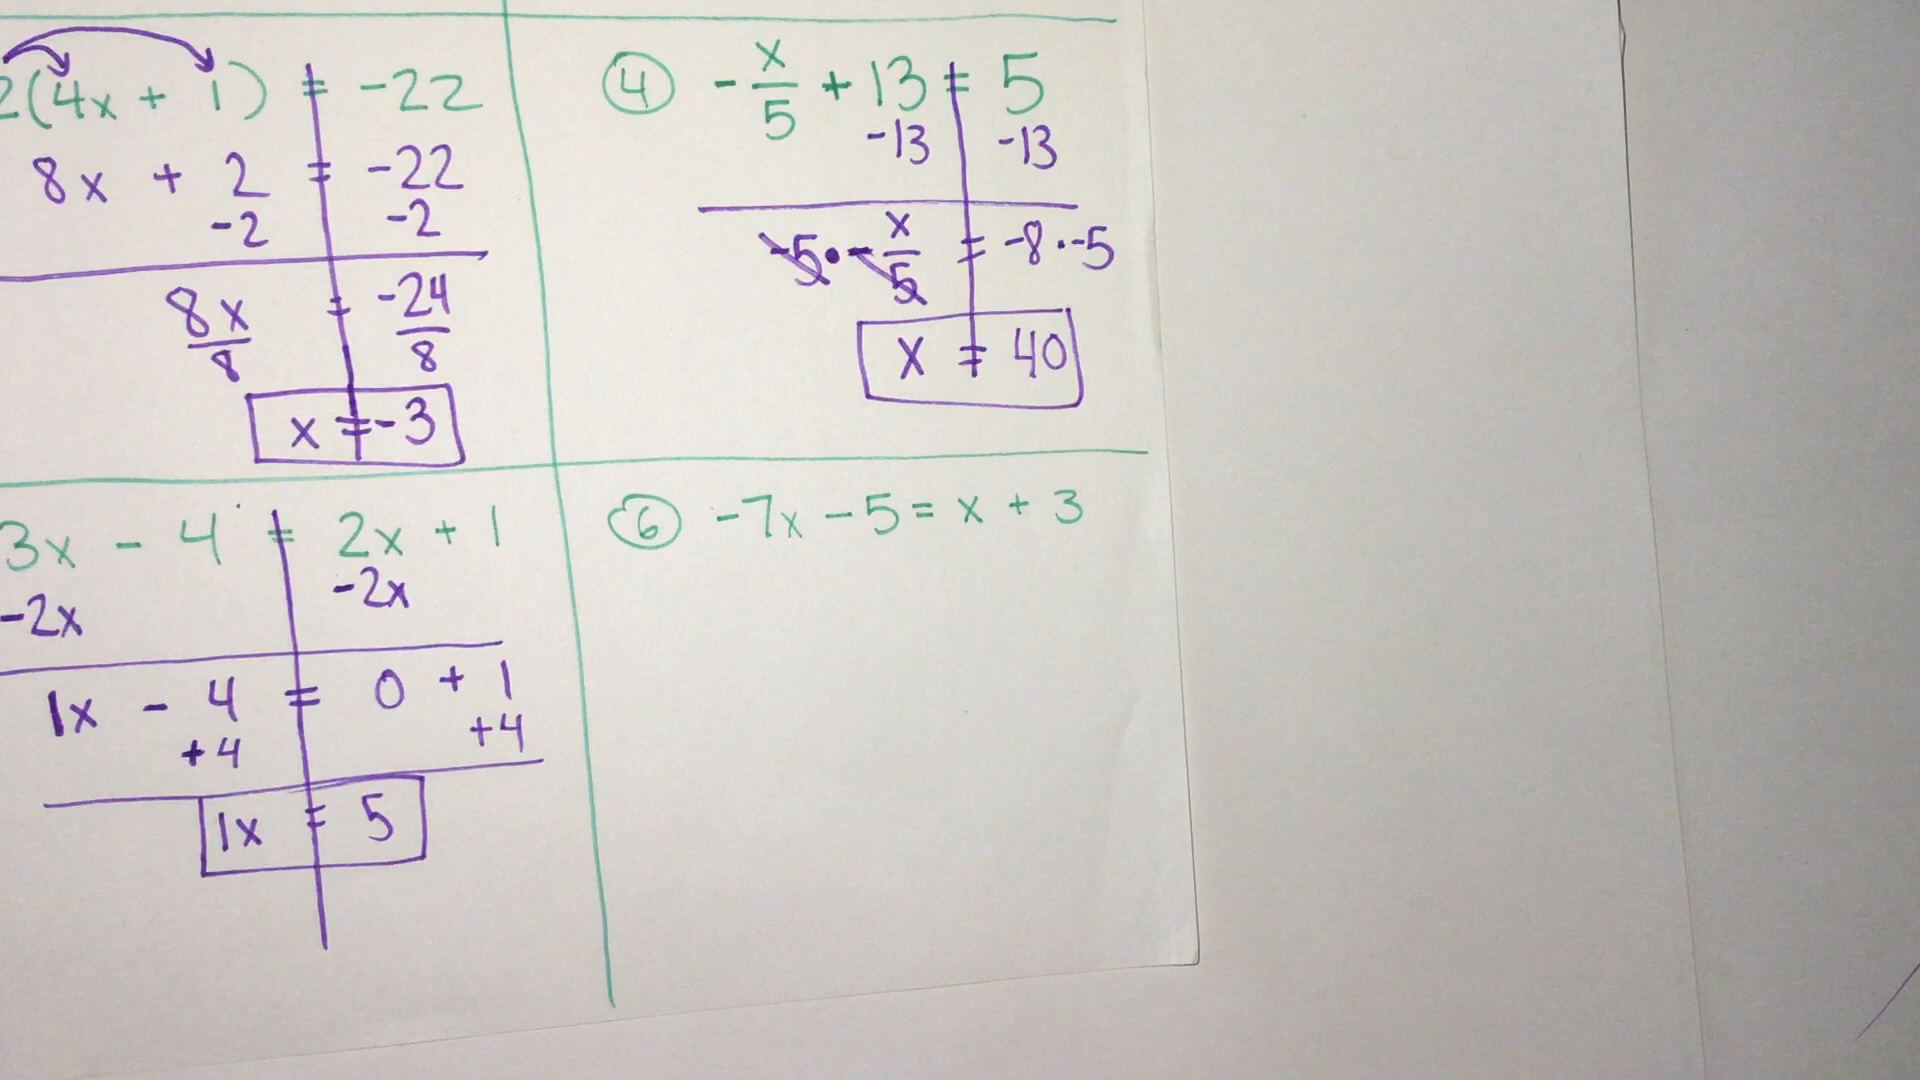 2(4x + 1) = -22
8x + 2 = -22
-2 -2
8x/8 = -24/8
x = -3
④ -x/5 + 13 = 5
-13 -13
-5 · -x/5 = -8 · -5
x = 40
3x - 4 = 2x + 1
-2x -2x
1x - 4 = 0 + 1
+4 +4
1x = 5
⑥ -7x - 5 = x + 3